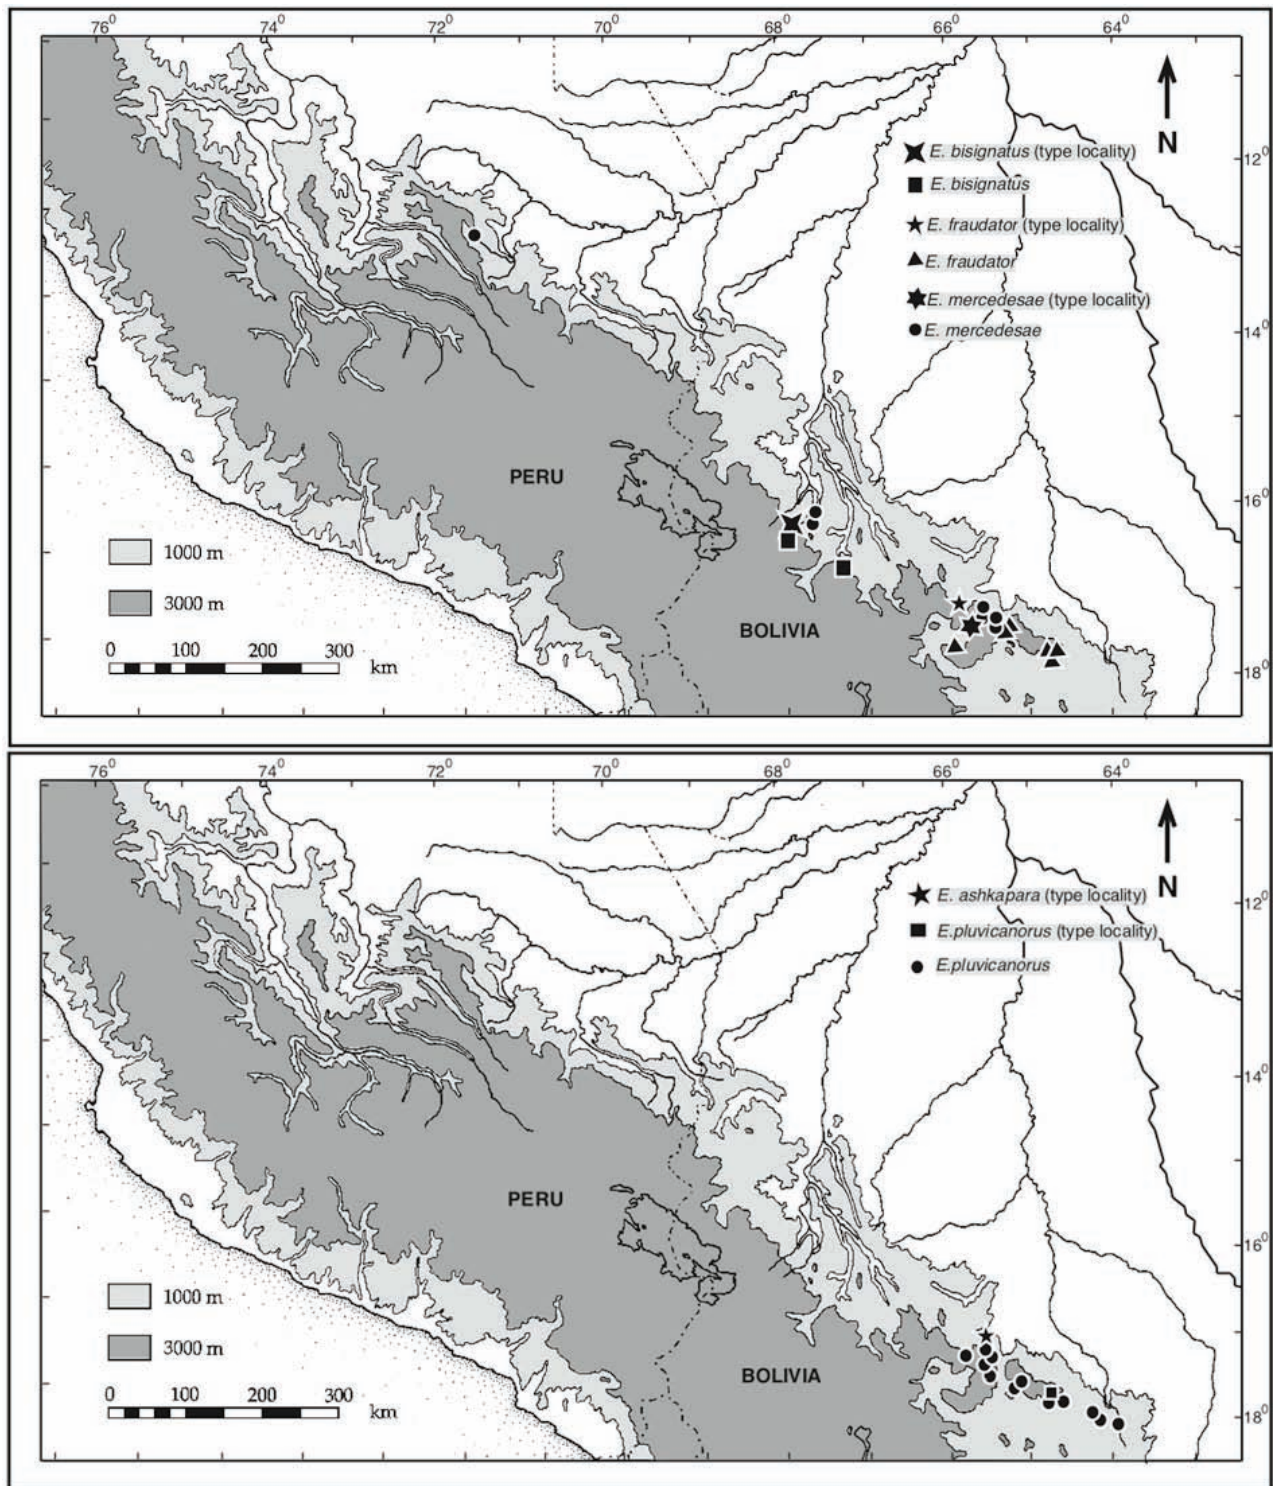 76⁰ 74⁰ 72⁰ 70⁰ 68⁰ 66⁰ 64⁰
N
E. bisignatus (type locality)
E. bisignatus
E. fraudator (type locality)
E. fraudator
E. mercedesae (type locality)
E. mercedesae
12⁰
14⁰
16⁰
18⁰
PERU
BOLIVIA
1000 m
3000 m
0 100 200 300
km
76⁰ 74⁰ 72⁰ 70⁰ 68⁰ 66⁰ 64⁰
N
E. ashkapara (type locality)
E.pluvicanorus (type locality)
E.pluvicanorus
12⁰
14⁰
16⁰
18⁰
PERU
BOLIVIA
1000 m
3000 m
0 100 200 300
km